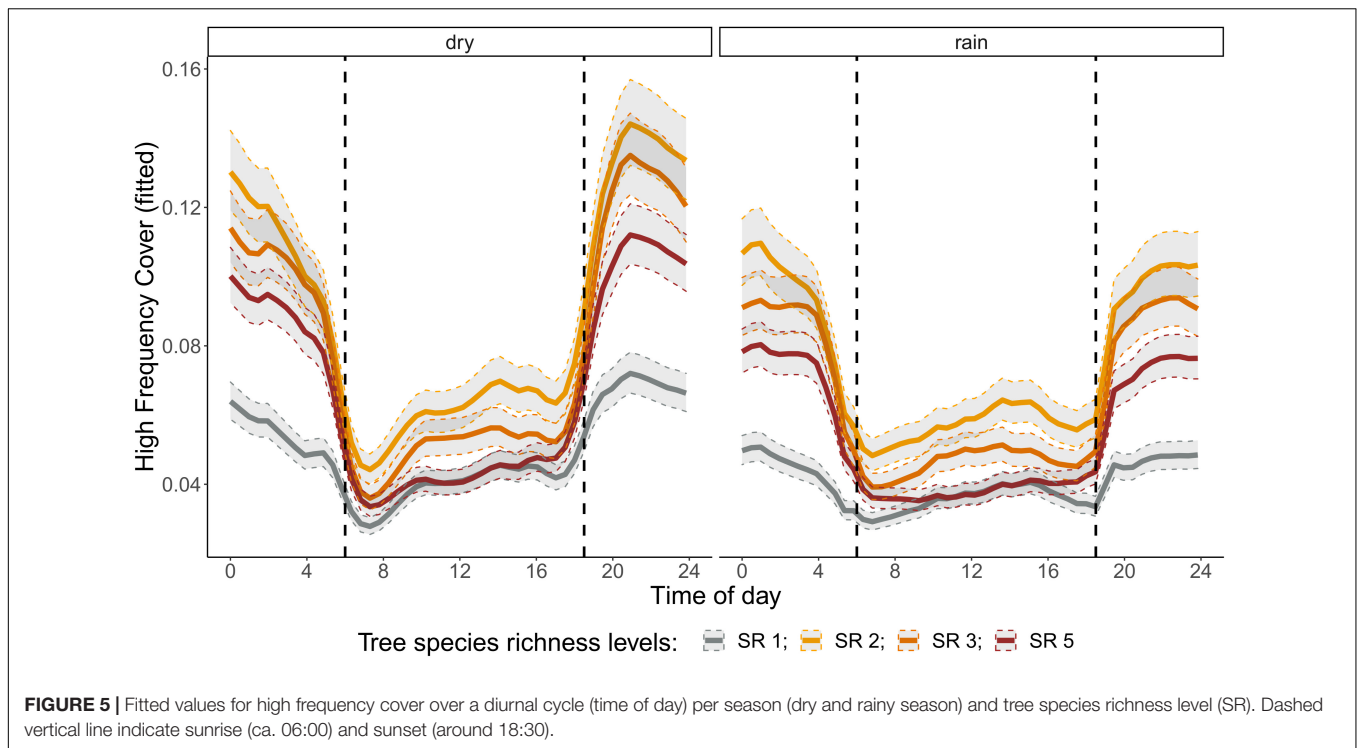 dry
rain
High Frequency Cover (fitted)
0.16
0.12
0.08
0.04
0 4 8 12 16 20 24
0 4 8 12 16 20 24
Time of day
Tree species richness levels: SR 1; SR 2; SR 3; SR 5
FIGURE 5 | Fitted values for high frequency cover over a diurnal cycle (time of day) per season (dry and rainy season) and tree species richness level (SR). Dashed
vertical line indicate sunrise (ca. 06:00) and sunset (around 18:30).